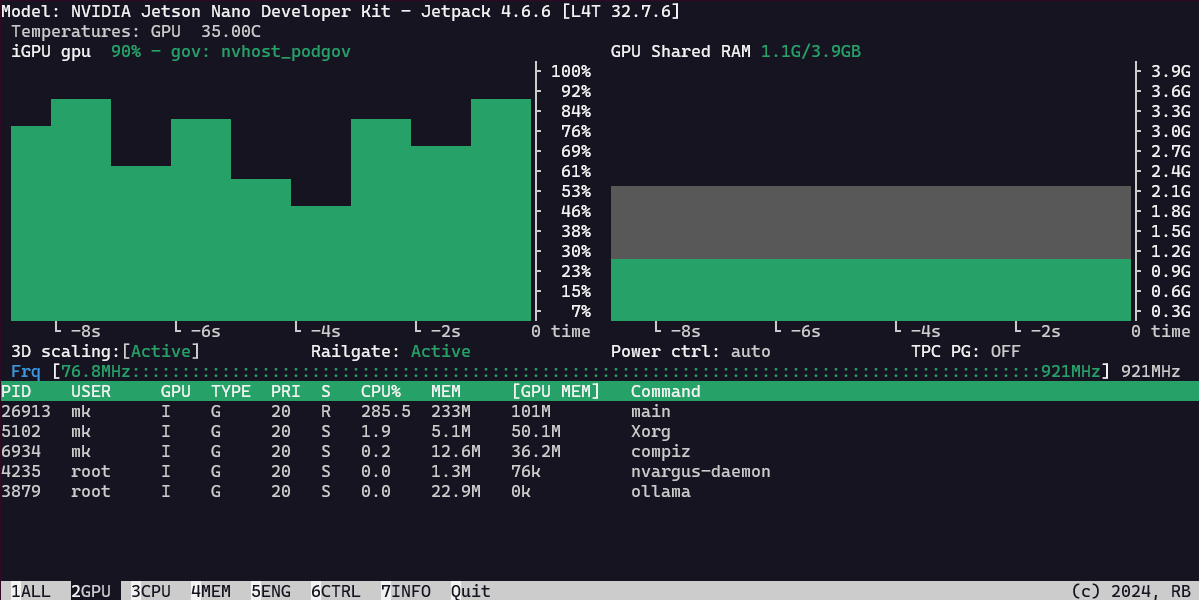 Model: NVIDIA Jetson Nano Developer Kit - Jetpack 4.6.6 [L4T 32.7.6]
Temperatures: GPU 35.00C
iGPU gpu 90% - gov: nvhost_podgov
100%
92%
84%
76%
69%
61%
53%
46%
38%
30%
23%
15%
7%
-8s -6s -4s -2s 0 time
GPU Shared RAM 1.1G/3.9GB
3.9G
3.6G
3.3G
3.0G
2.7G
2.4G
2.1G
1.8G
1.5G
1.2G
0.9G
0.6G
0.3G
-8s -6s -4s -2s 0 time
3D scaling:[Active] Railgate: Active Power ctrl: auto TPC PG: OFF
Frq [76.8MHz:::::::::::::::::::::::::::::::::::::::::::::::::::::::::::::::::::::::::::::::::::::::::::921MHz] 921MHz
PID USER GPU TYPE PRI S CPU% MEM [GPU MEM] Command
26913 mk I G 20 R 285.5 233M 101M main
5102 mk I G 20 S 1.9 5.1M 50.1M Xorg
6934 mk I G 20 S 0.2 12.6M 36.2M compiz
4235 root I G 20 S 0.0 1.3M 76k nvargus-daemon
3879 root I G 20 S 0.0 22.9M 0k ollama
1ALL 2GPU 3CPU 4MEM 5ENG 6CTRL 7INFO Quit (c) 2024, RB